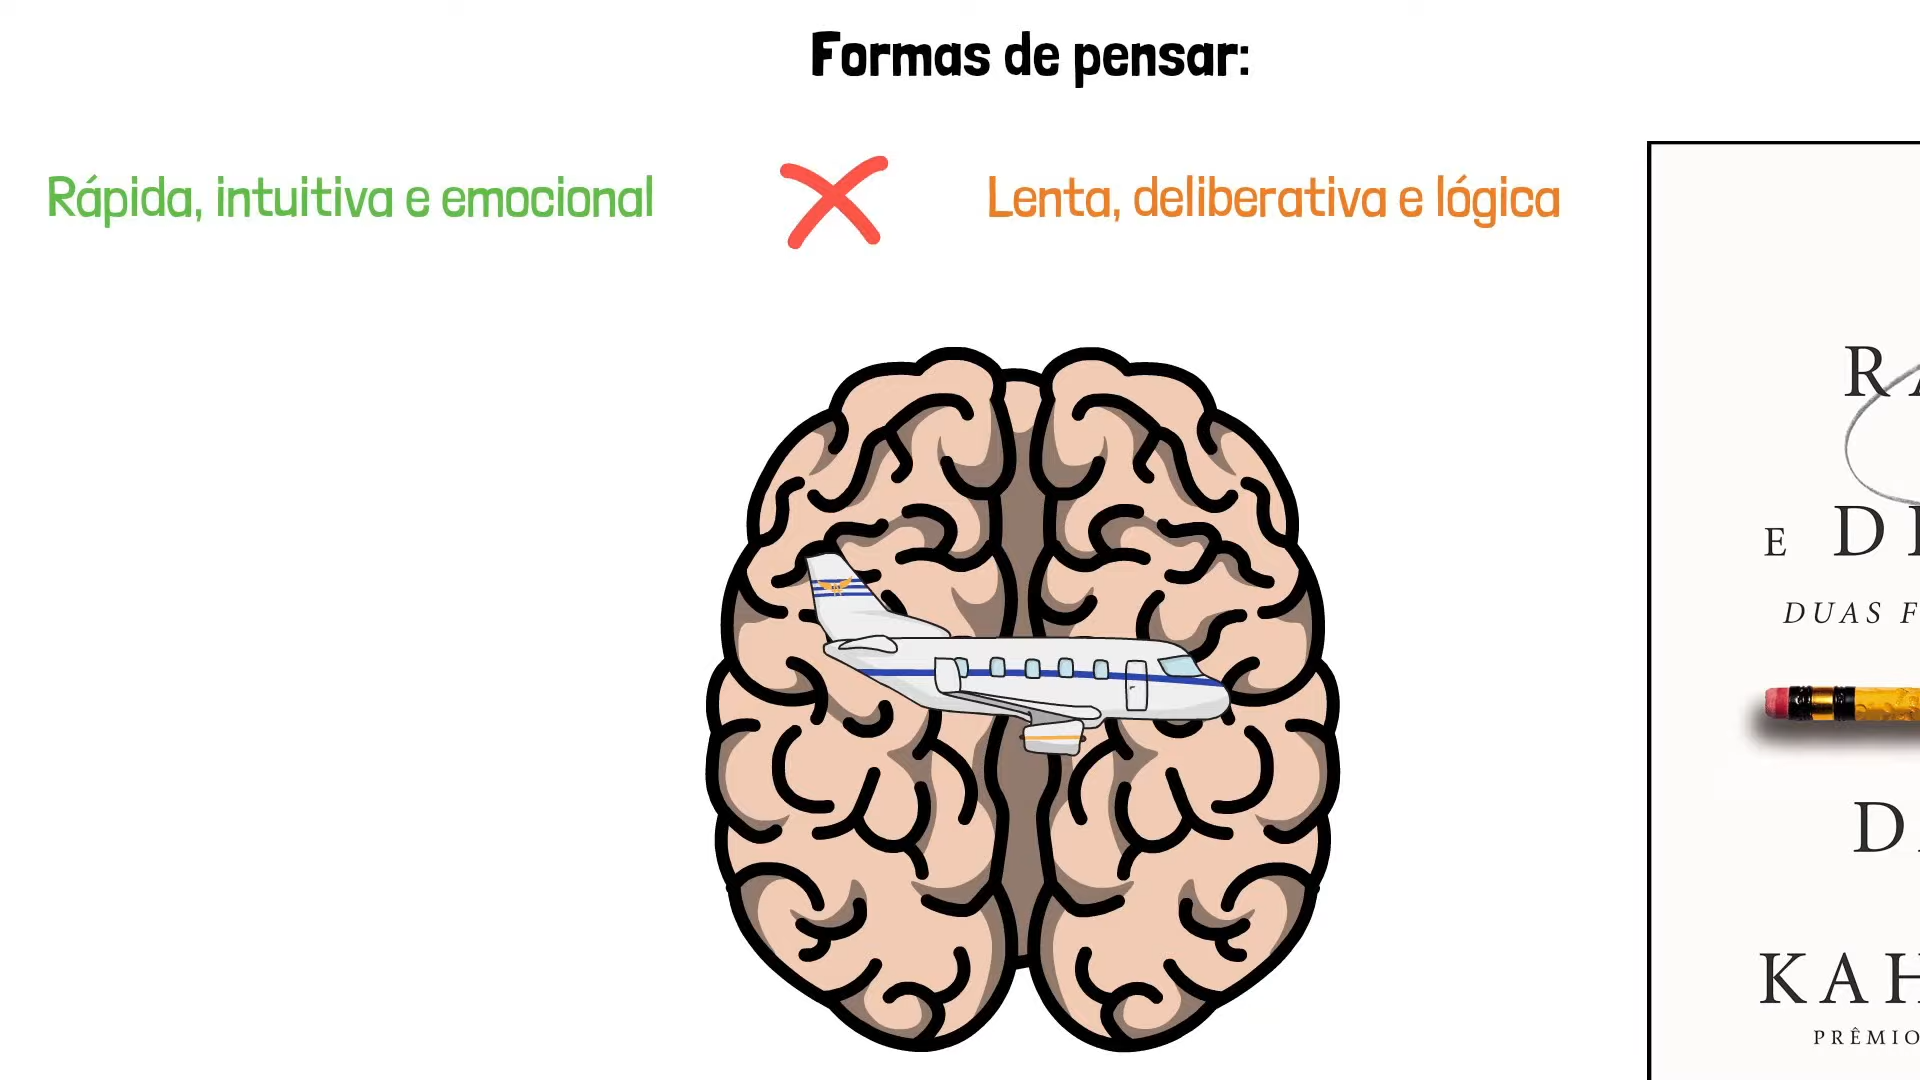 Formas de pensar:
Rápida, intuitiva e emocional
Lenta, deliberativa e lógica
E
DUAS
PRÊMIO